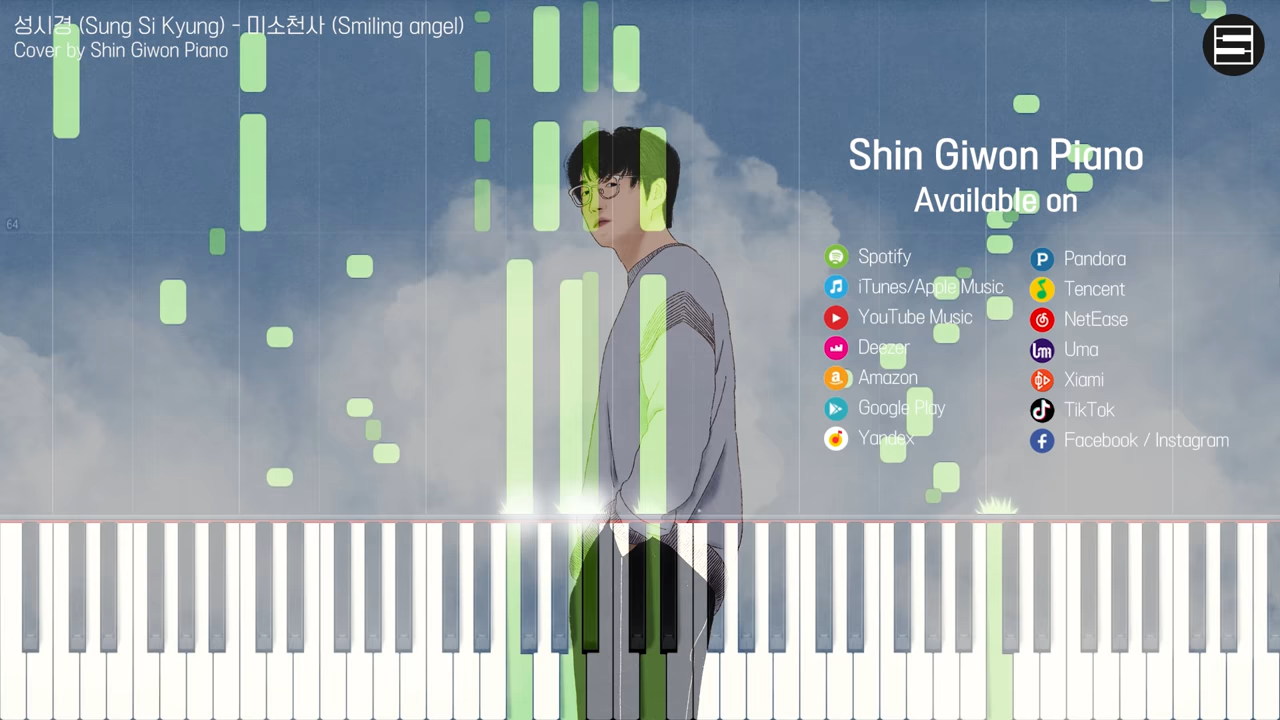 성시경 (Sung Si Kyung) - 미소천사 (Smiling angel)
Cover by Shin Giwon Piano
64
Shin Giwon Piano
Available on
Spotify
iTunes/Apple Music
YouTube Music
Deezer
Amazon
Google Play
Yandex
Pandora
Tencent
NetEase
Uma
Xiami
TikTok
Facebook / Instagram